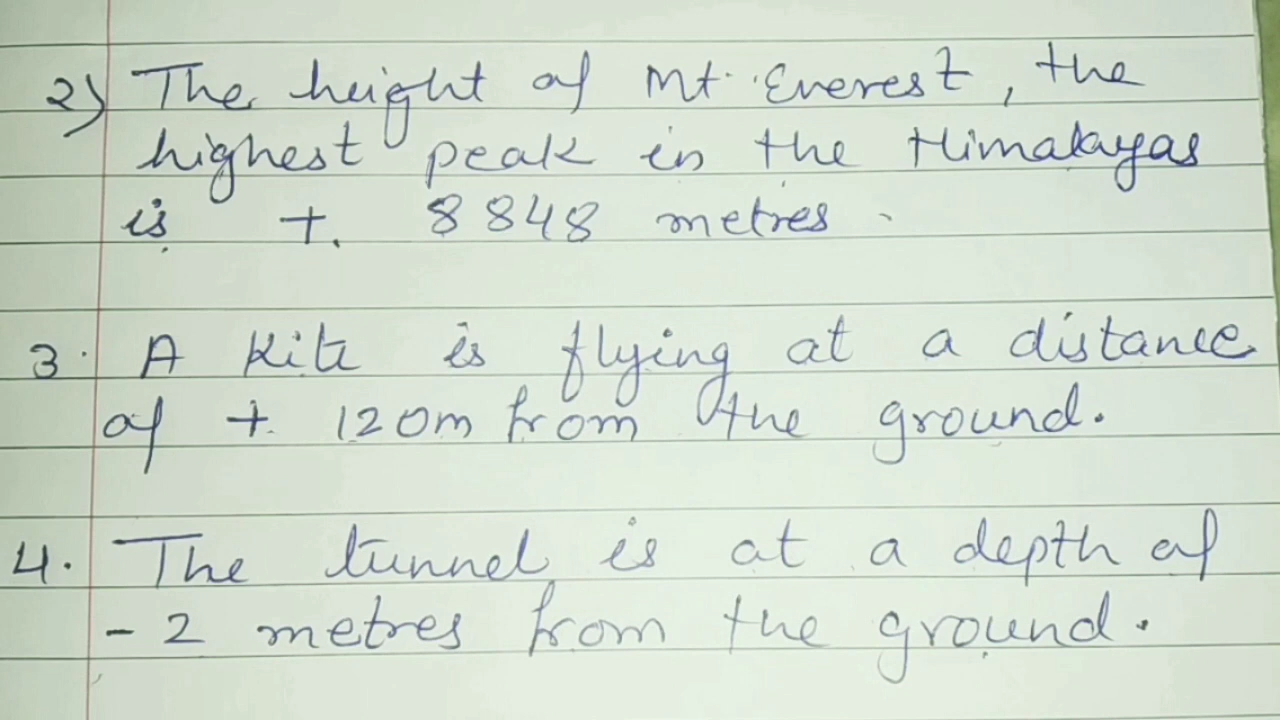 2) The height of Mt. Everest, the
highest peak in the Himalayas
is +. 8848 metres.
3. A kite is flying at a distance
of + 120m from the ground.
4. The tunnel is at a depth of
- 2 metres from the ground.